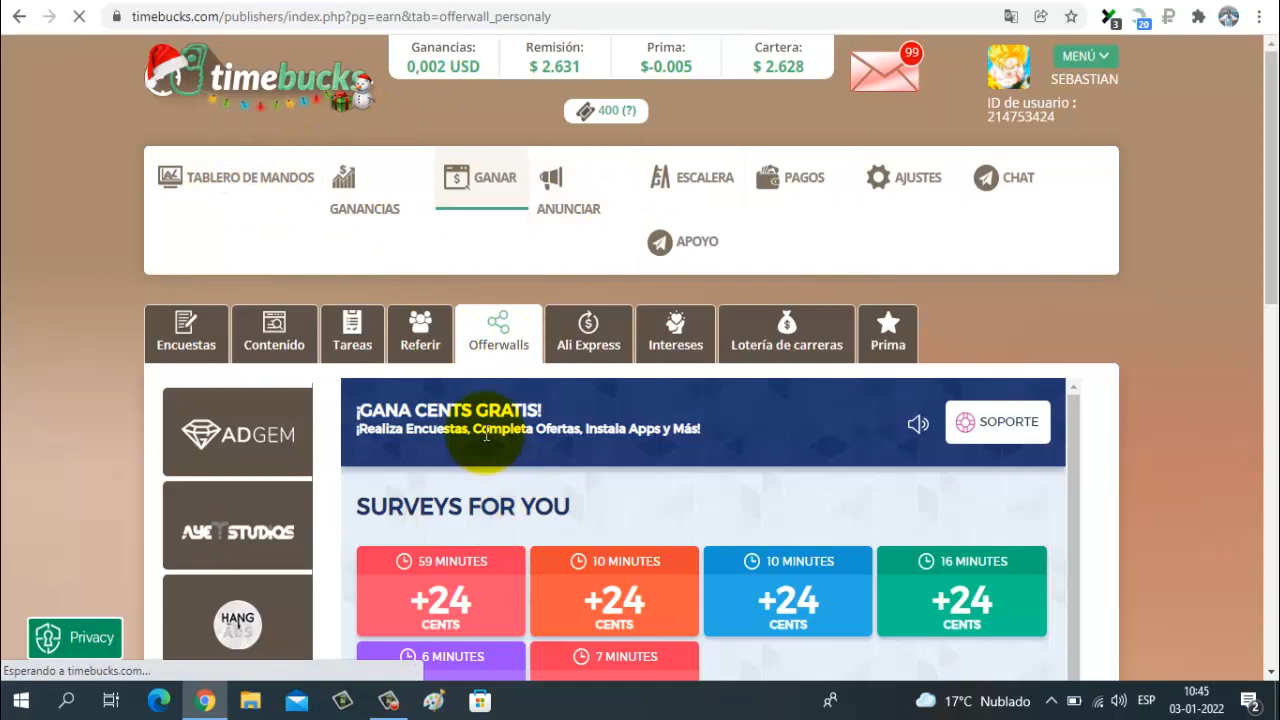 timebucks.com/publishers/index.php?pg=earn&tab=offerwall_personaly
3
20
timebucks
Ganancias:
0,002 USD
Remisión:
$ 2.631
Prima:
$-0.005
Cartera:
$ 2.628
99
MENÚ
SEBASTIAN
ID de usuario :
214753424
400 (?)
TABLERO DE MANDOS
GANANCIAS
GANAR
ANUNCIAR
ESCALERA
PAGOS
AJUSTES
CHAT
APOYO
Encuestas
Contenido
Tareas
Referir
Offerwalls
Ali Express
Intereses
Lotería de carreras
Prima
ADGEM
AYE T STUDIOS
HANG
ADS
¡GANA CENTS GRATIS!
¡Realiza Encuestas, Completa Ofertas, Instala Apps y Más!
SOPORTE
SURVEYS FOR YOU
59 MINUTES
+24
CENTS
10 MINUTES
+24
CENTS
10 MINUTES
+24
CENTS
16 MINUTES
+24
CENTS
6 MINUTES
7 MINUTES
Privacy
Esperando a timebucks.com...
17°C Nublado
ESP
10:45
03-01-2022
2